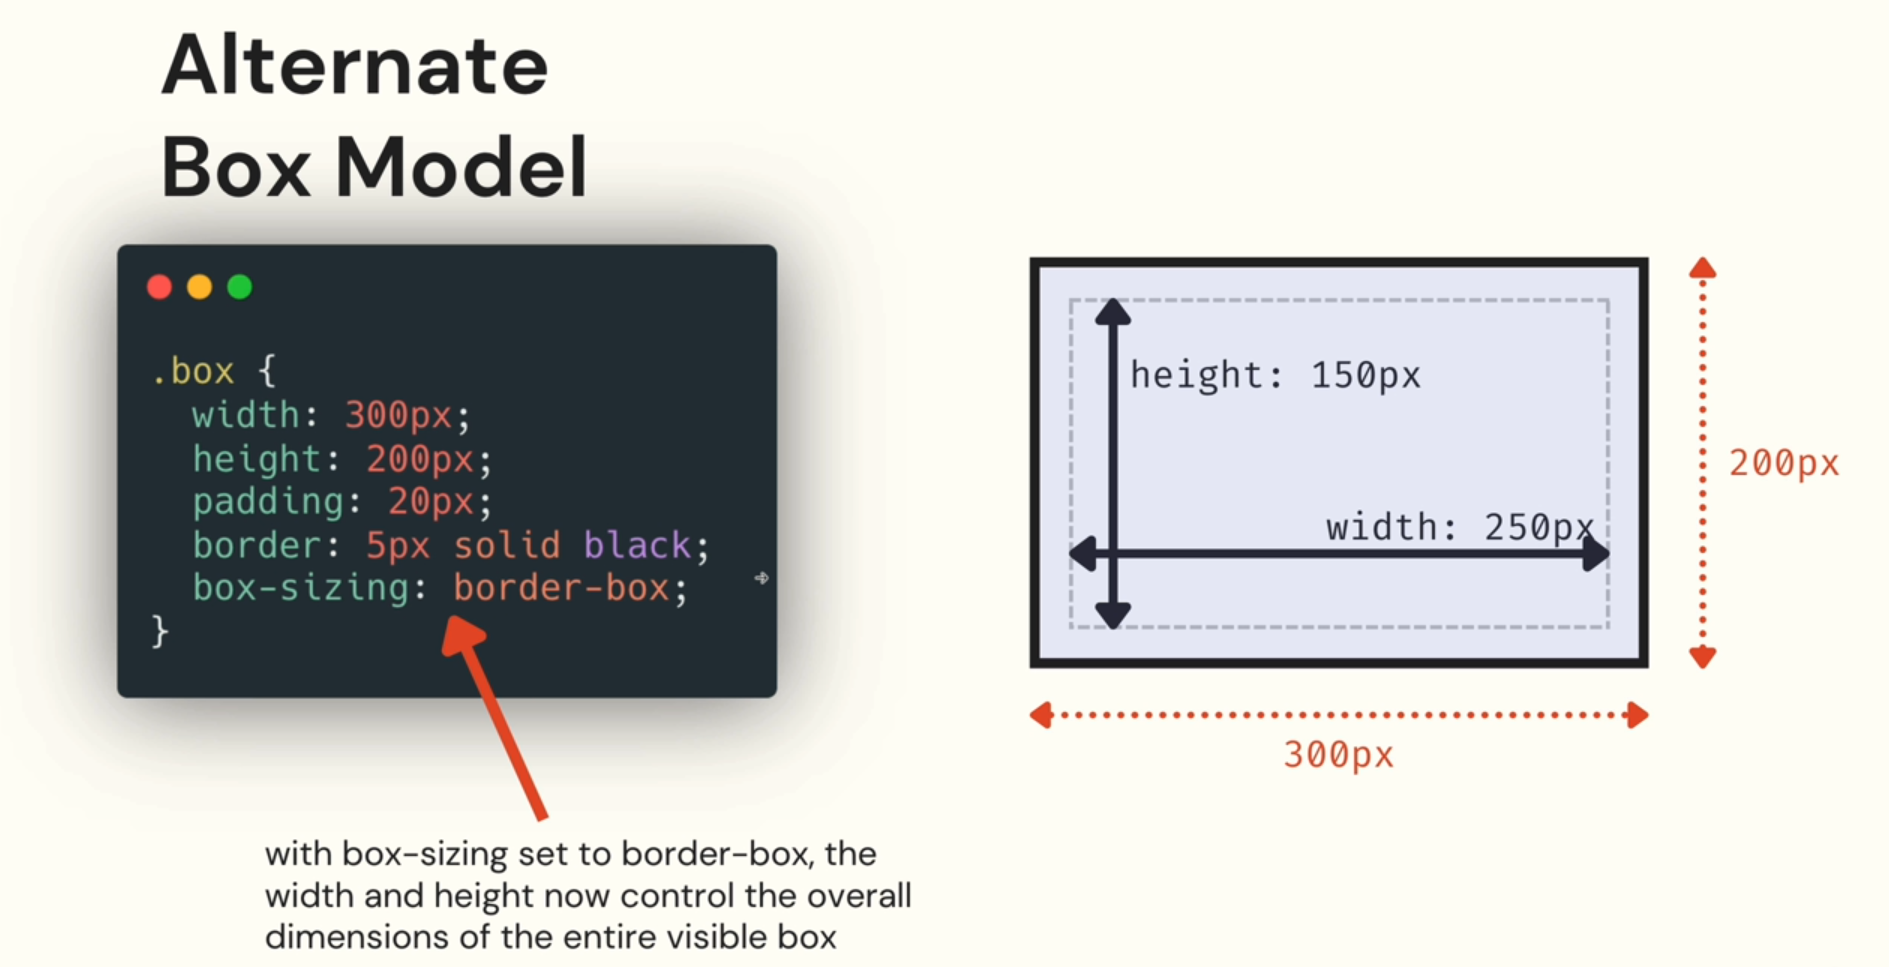 Alternate
Box Model
.box {
  width: 300px;
  height: 200px;
  padding: 20px;
  border: 5px solid black;
  box-sizing: border-box;
}
with box-sizing set to border-box, the
width and height now control the overall
dimensions of the entire visible box
height: 150px
width: 250px
200px
300px